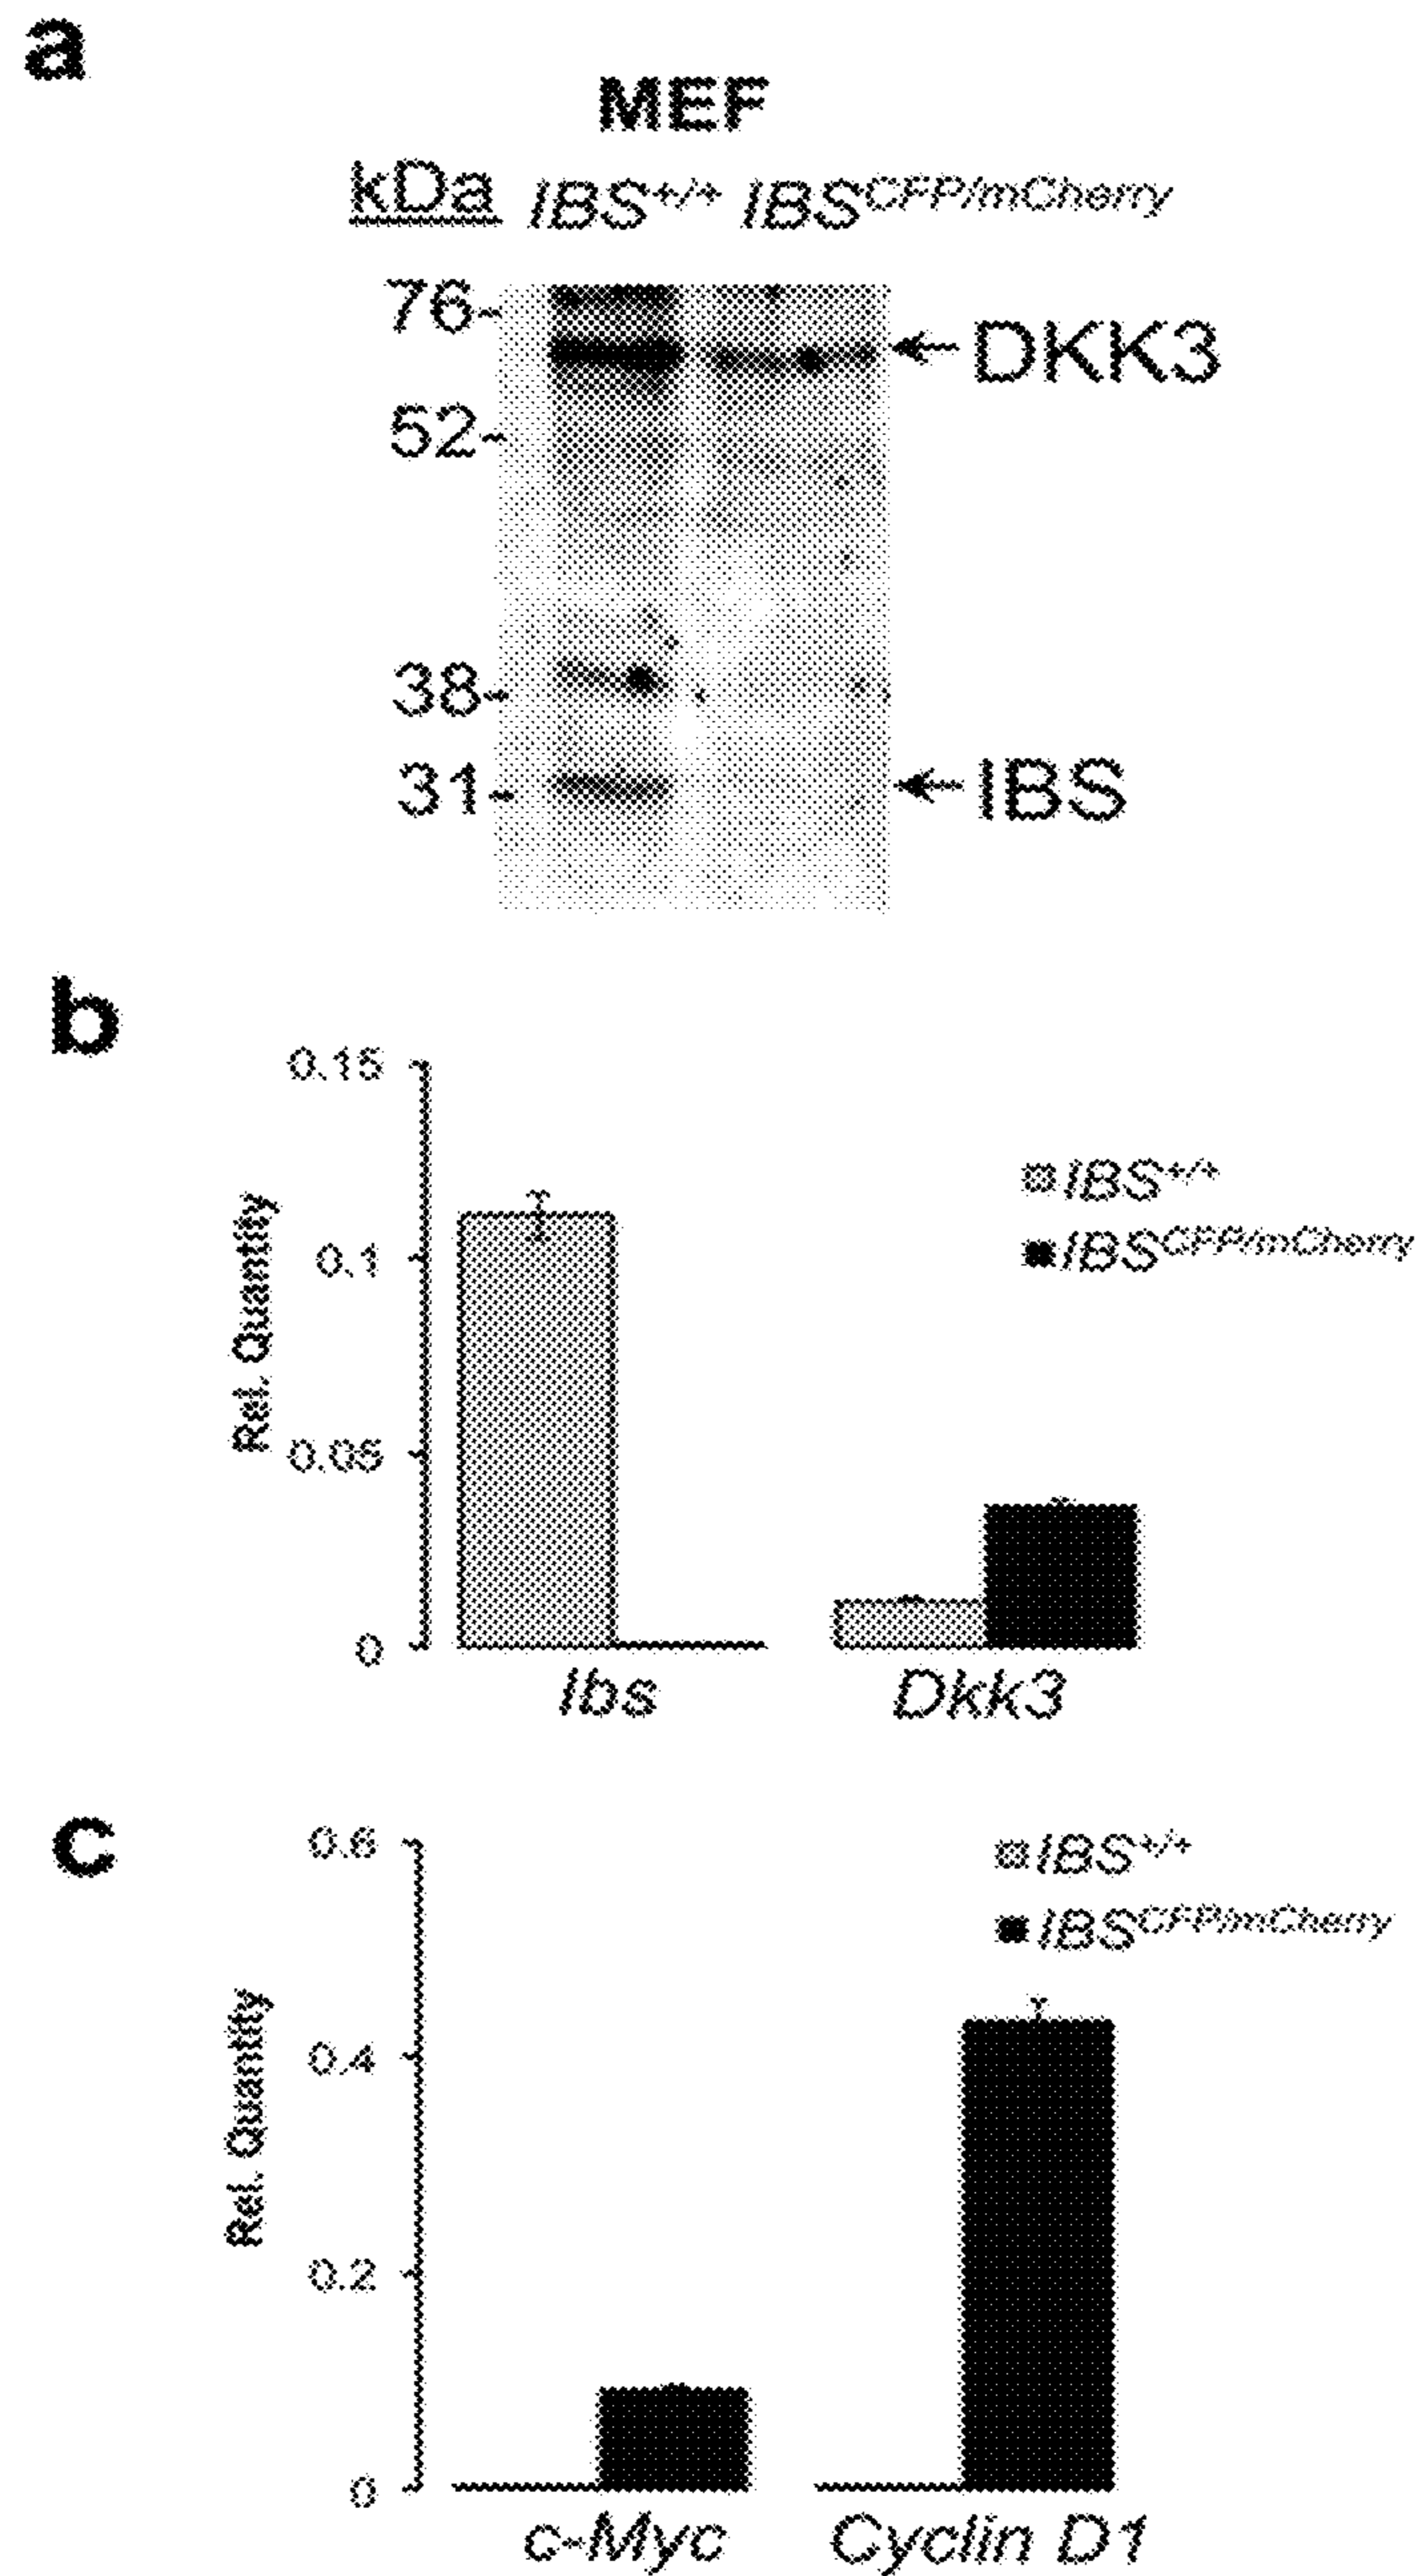 a
MEF
kDa IBS+/+ IBSCFP/mCherry
76-
DKK3
52-
38-
31-
IBS
b
0.15
IBS+/+
IBSCFP/mCherry
0.1
Rel. Quantity
0.05
0
Ibs Dkk3
c
0.6
IBS+/+
IBSCFP/mCherry
0.4
Rel. Quantity
0.2
0
c-Myc Cyclin D1